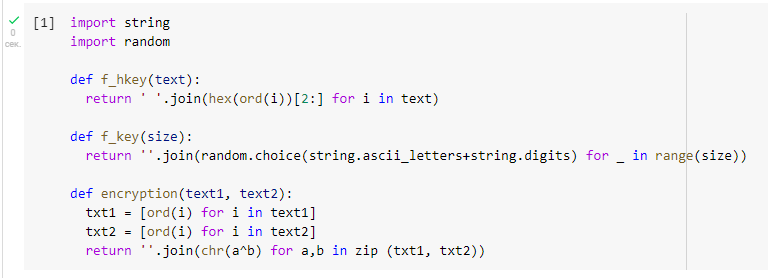 [1] import string
0 import random
сек.
def f_hkey(text):
  return ' '.join(hex(ord(i))[2:] for i in text)
def f_key(size):
  return ''.join(random.choice(string.ascii_letters+string.digits) for _ in range(size))
def encryption(text1, text2):
  txt1 = [ord(i) for i in text1]
  txt2 = [ord(i) for i in text2]
  return ''.join(chr(a^b) for a,b in zip (txt1, txt2))